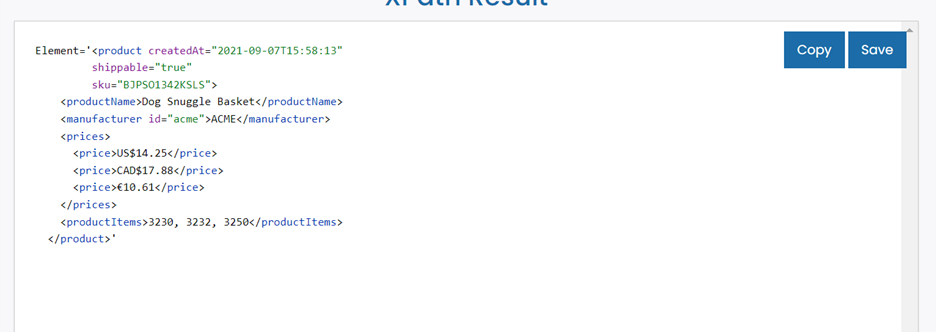 XPath Result
Copy Save
Element='<product createdAt="2021-09-07T15:58:13"
shippable="true"
sku="BJPSO1342KSLS">
<productName>Dog Snuggle Basket</productName>
<manufacturer id="acme">ACME</manufacturer>
<prices>
<price>US$14.25</price>
<price>CAD$17.88</price>
<price>€10.61</price>
</prices>
<productItems>3230, 3232, 3250</productItems>
</product>'